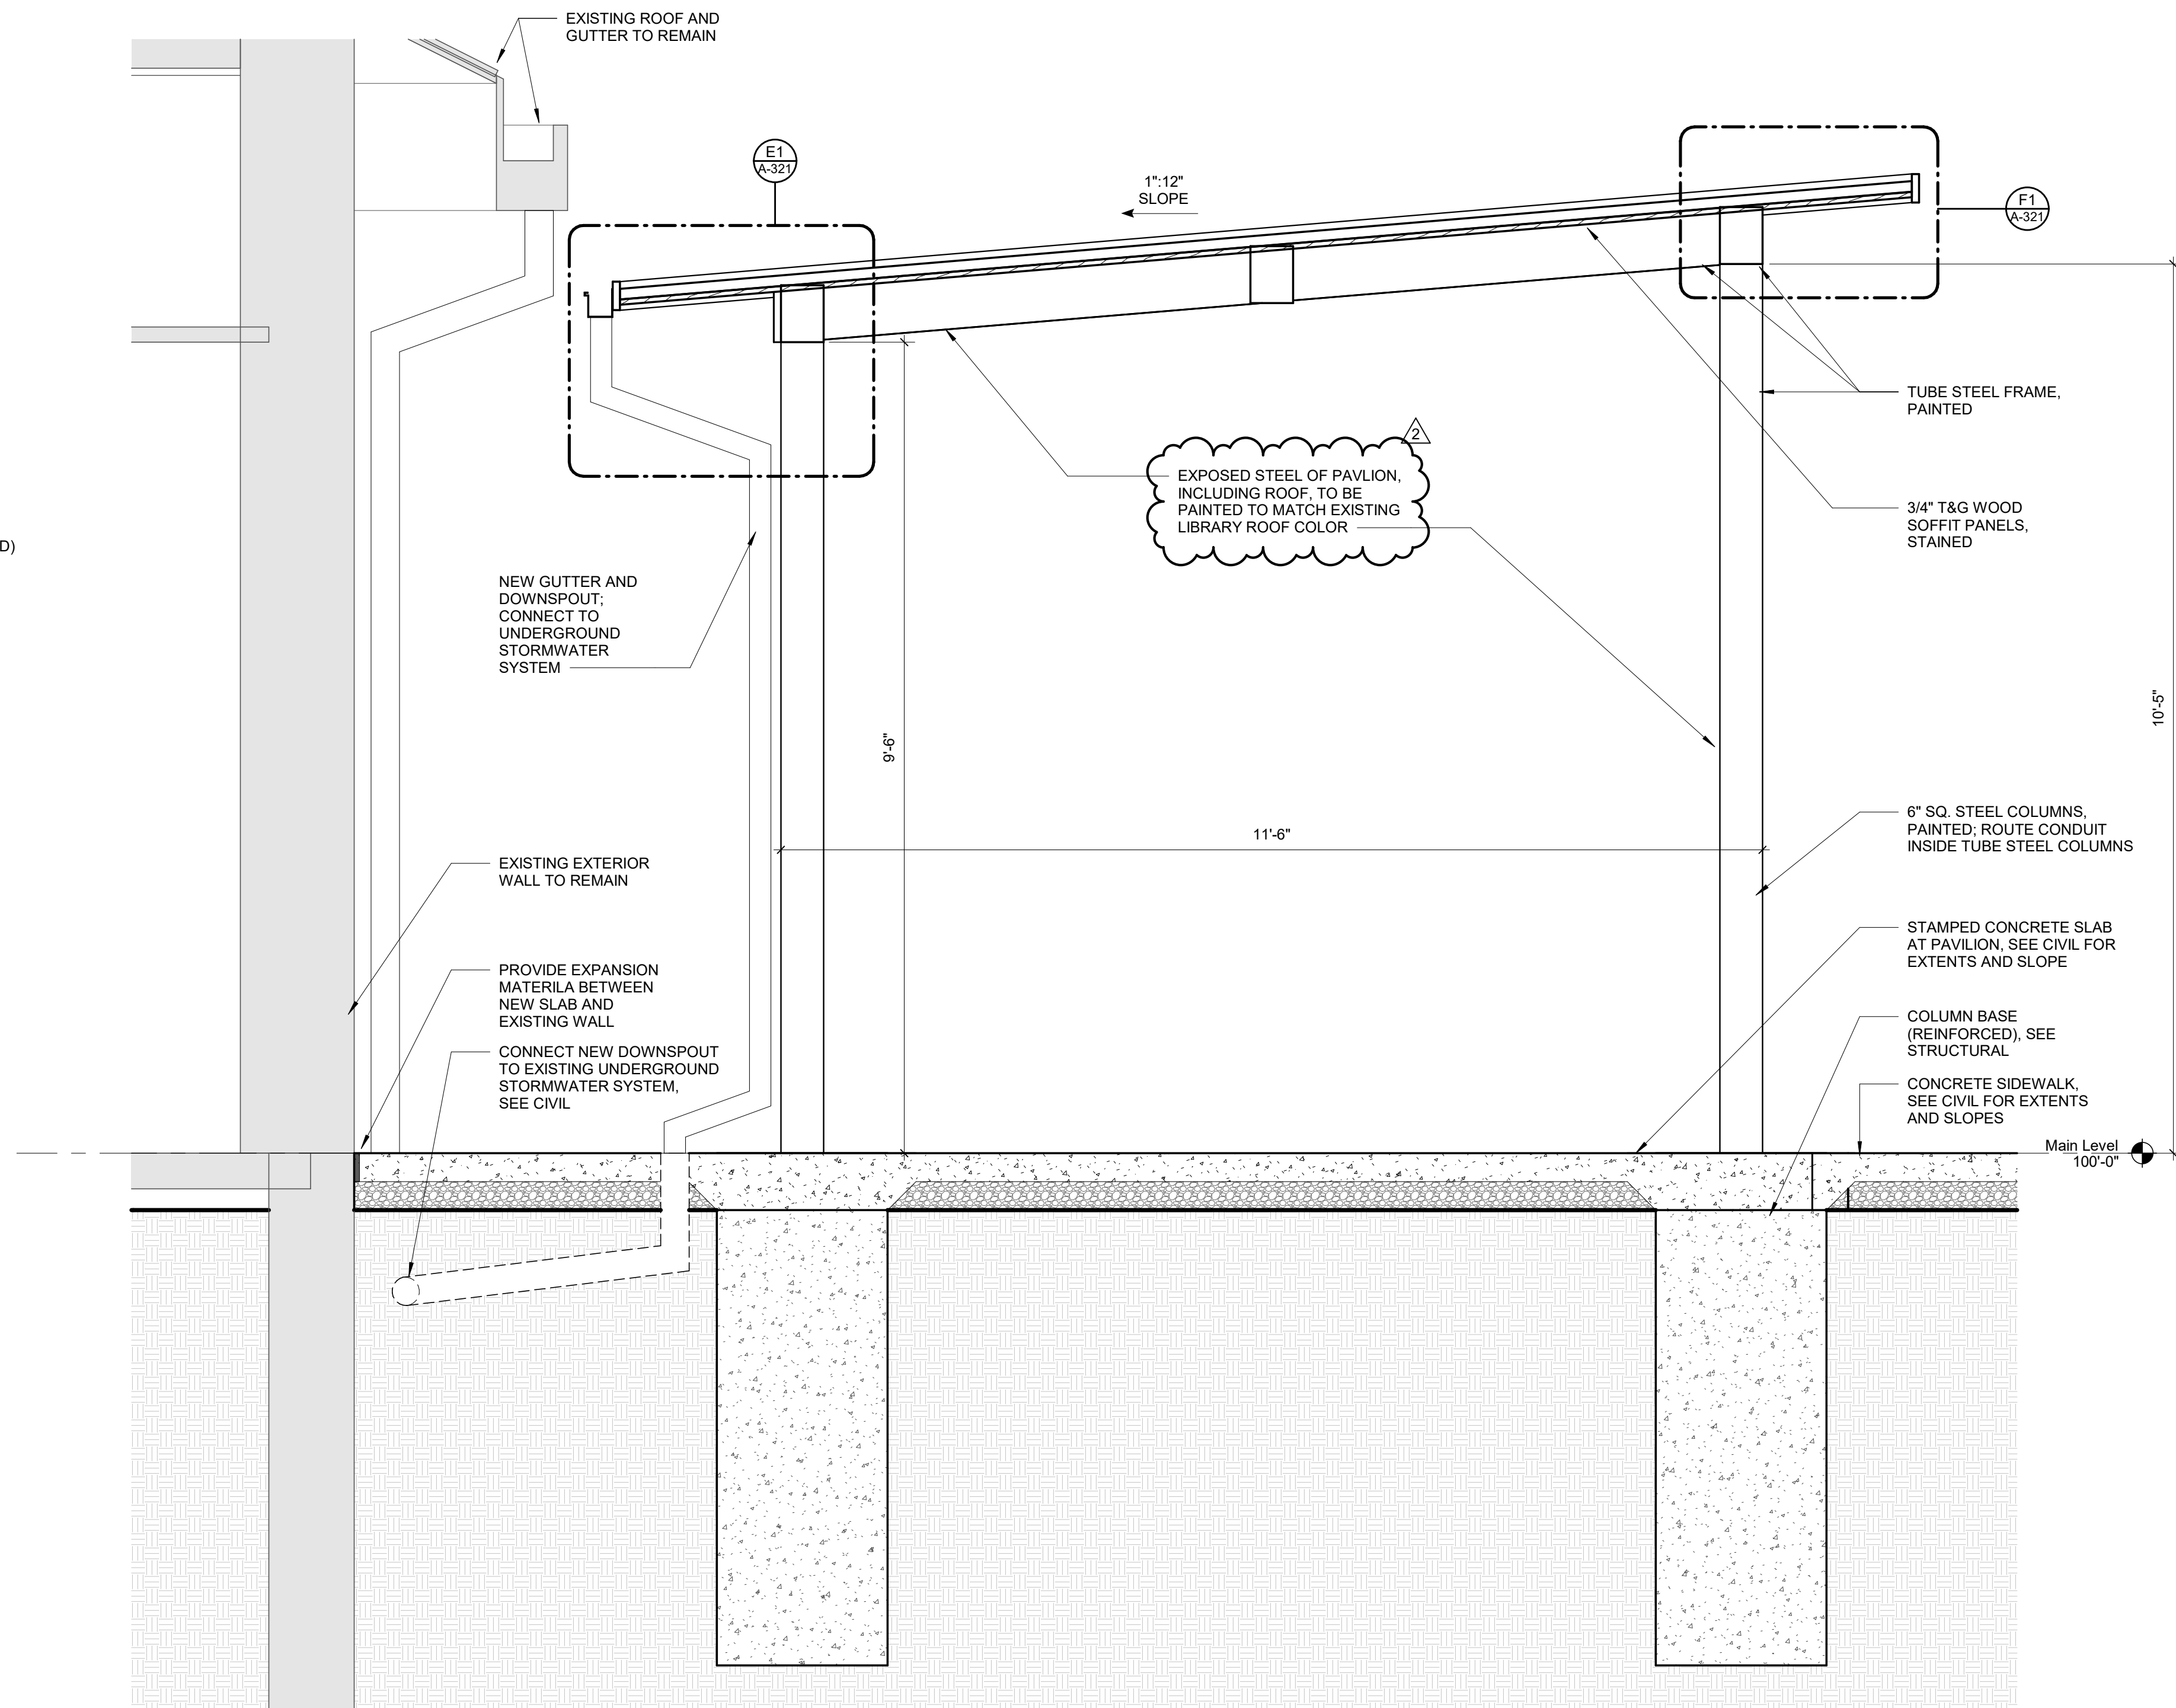 EXISTING ROOF AND
GUTTER TO REMAIN
E1
A-321
1":12"
SLOPE
F1
A-321
TUBE STEEL FRAME,
PAINTED
2
EXPOSED STEEL OF PAVLION,
INCLUDING ROOF, TO BE
PAINTED TO MATCH EXISTING
LIBRARY ROOF COLOR
3/4" T&G WOOD
SOFFIT PANELS,
STAINED
D)
NEW GUTTER AND
DOWNSPOUT;
CONNECT TO
UNDERGROUND
STORMWATER
SYSTEM
9'-6"
10'-5"
11'-6"
6" SQ. STEEL COLUMNS,
PAINTED; ROUTE CONDUIT
INSIDE TUBE STEEL COLUMNS
EXISTING EXTERIOR
WALL TO REMAIN
STAMPED CONCRETE SLAB
AT PAVILION, SEE CIVIL FOR
EXTENTS AND SLOPE
PROVIDE EXPANSION
MATERILA BETWEEN
NEW SLAB AND
EXISTING WALL
COLUMN BASE
(REINFORCED), SEE
STRUCTURAL
CONNECT NEW DOWNSPOUT
TO EXISTING UNDERGROUND
STORMWATER SYSTEM,
SEE CIVIL
CONCRETE SIDEWALK,
SEE CIVIL FOR EXTENTS
AND SLOPES
Main Level
100'-0"